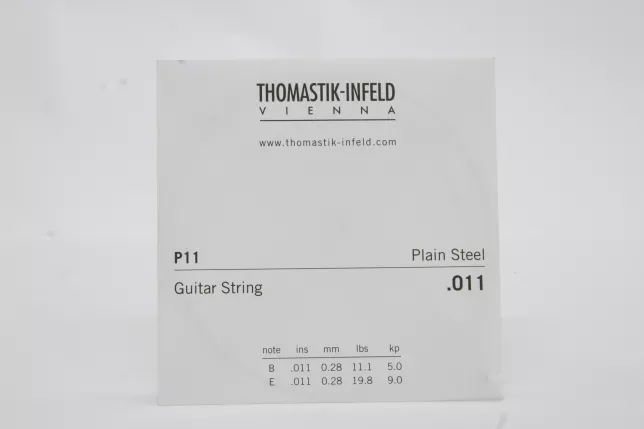 THOMASTIK-INFELD
VIENNA
www.thomastik-infeld.com
P11 Plain Steel
Guitar String .011
note ins mm lbs kp
B .011 0.28 11.1 5.0
E .011 0.28 19.8 9.0